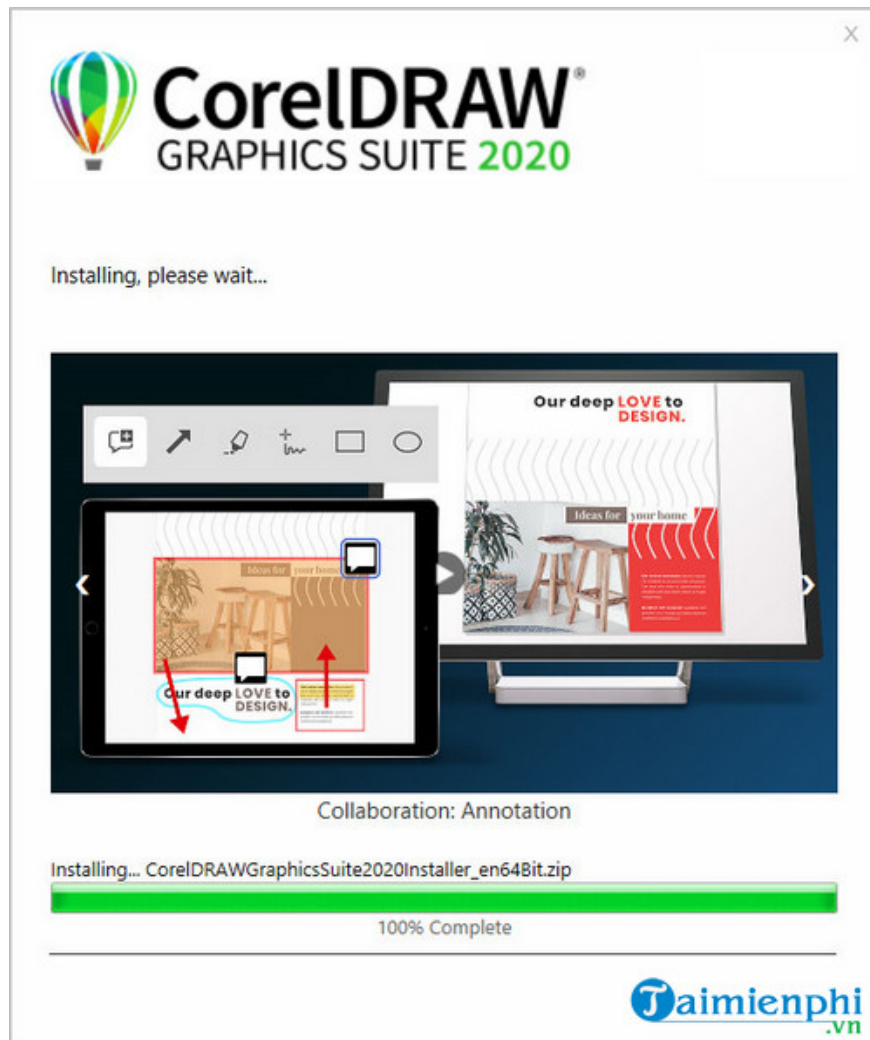 X
CorelDRAW®
GRAPHICS SUITE 2020
Installing, please wait...
Our deep LOVE to
DESIGN.
Ideas for your home
Ideas for your home
Our deep LOVE to
DESIGN.
Collaboration: Annotation
Installing... CorelDRAWGraphicsSuite2020Installer_en64Bit.zip
100% Complete
Taimienphi
.vn